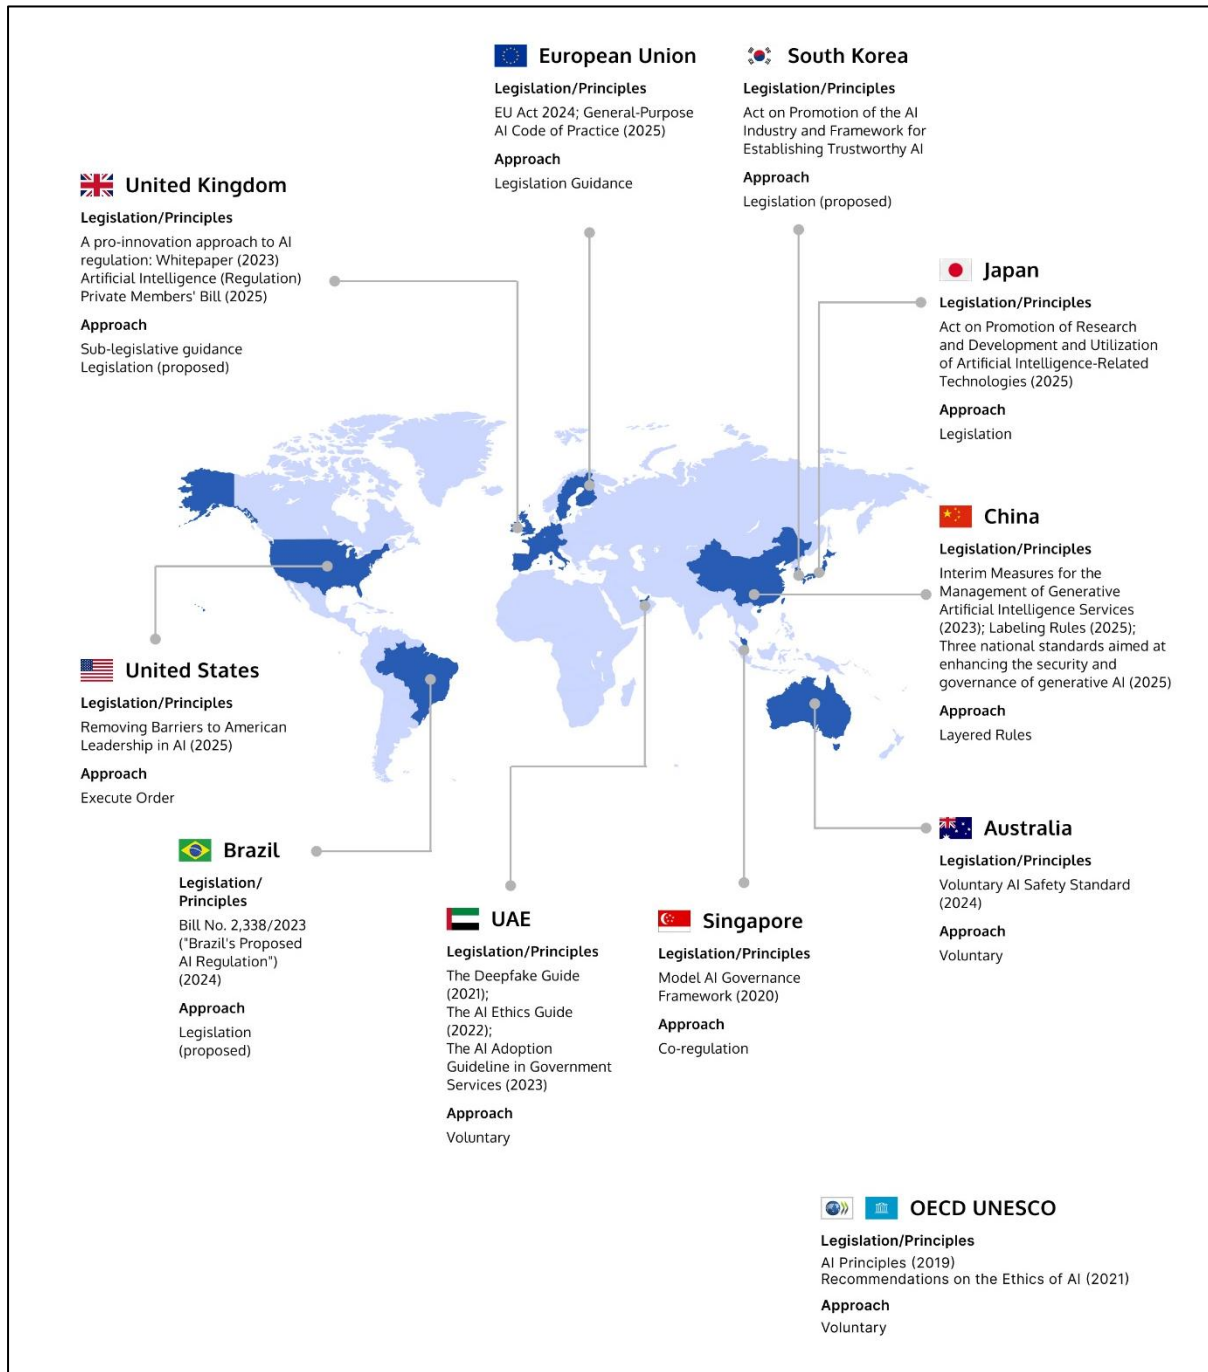 European Union
Legislation/Principles
EU Act 2024; General-Purpose
AI Code of Practice (2025)
Approach
Legislation Guidance
South Korea
Legislation/Principles
Act on Promotion of the AI
Industry and Framework for
Establishing Trustworthy AI
Approach
Legislation (proposed)
United Kingdom
Legislation/Principles
A pro-innovation approach to AI
regulation: Whitepaper (2023)
Artificial Intelligence (Regulation)
Private Members' Bill (2025)
Approach
Sub-legislative guidance
Legislation (proposed)
Japan
Legislation/Principles
Act on Promotion of Research
and Development and Utilization
of Artificial Intelligence-Related
Technologies (2025)
Approach
Legislation
China
Legislation/Principles
Interim Measures for the
Management of Generative
Artificial Intelligence Services
(2023); Labeling Rules (2025);
Three national standards aimed at
enhancing the security and
governance of generative AI (2025)
Approach
Layered Rules
United States
Legislation/Principles
Removing Barriers to American
Leadership in AI (2025)
Approach
Execute Order
Brazil
Legislation/
Principles
Bill No. 2,338/2023
("Brazil's Proposed
AI Regulation")
(2024)
Approach
Legislation
(proposed)
UAE
Legislation/Principles
The Deepfake Guide
(2021);
The AI Ethics Guide
(2022);
The AI Adoption
Guideline in Government
Services (2023)
Approach
Voluntary
Singapore
Legislation/Principles
Model AI Governance
Framework (2020)
Approach
Co-regulation
Australia
Legislation/Principles
Voluntary AI Safety Standard
(2024)
Approach
Voluntary
OECD UNESCO
Legislation/Principles
AI Principles (2019)
Recommendations on the Ethics of AI (2021)
Approach
Voluntary